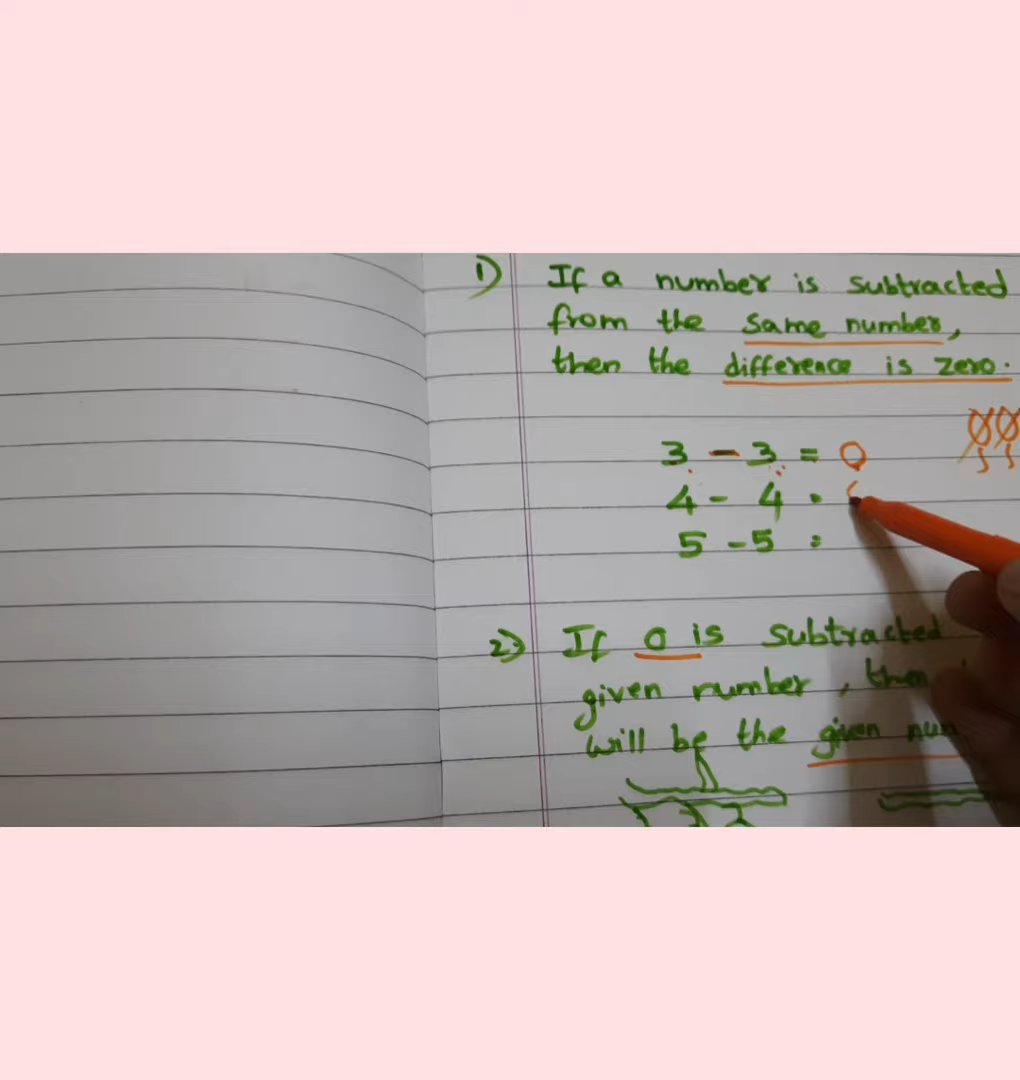 1) If a number is subtracted
from the same number,
then the difference is zero.
3 - 3 = 0
4 - 4 =
5 - 5 =
2) If 0 is subtracted
given number, then
will be the given